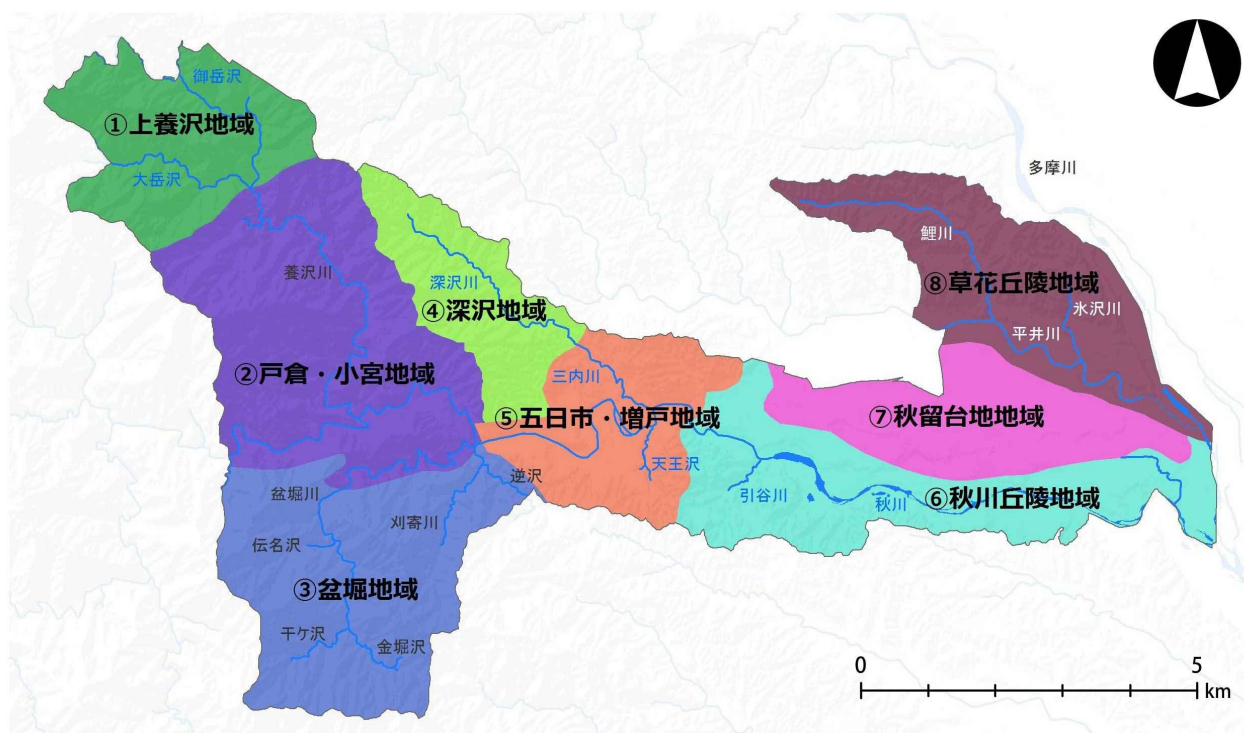 御岳沢
①上養沢地域
大岳沢
多摩川
鯉川
養沢川
深沢川
④深沢地域
⑧草花丘陵地域
氷沢川
平井川
②戸倉・小宮地域
三内川
⑤五日市・増戸地域
⑦秋留台地地域
天王沢
逆沢
盆堀川
引谷川
秋川
⑥秋川丘陵地域
刈寄川
伝名沢
③盆堀地域
千ケ沢
金堀沢
0
5
km